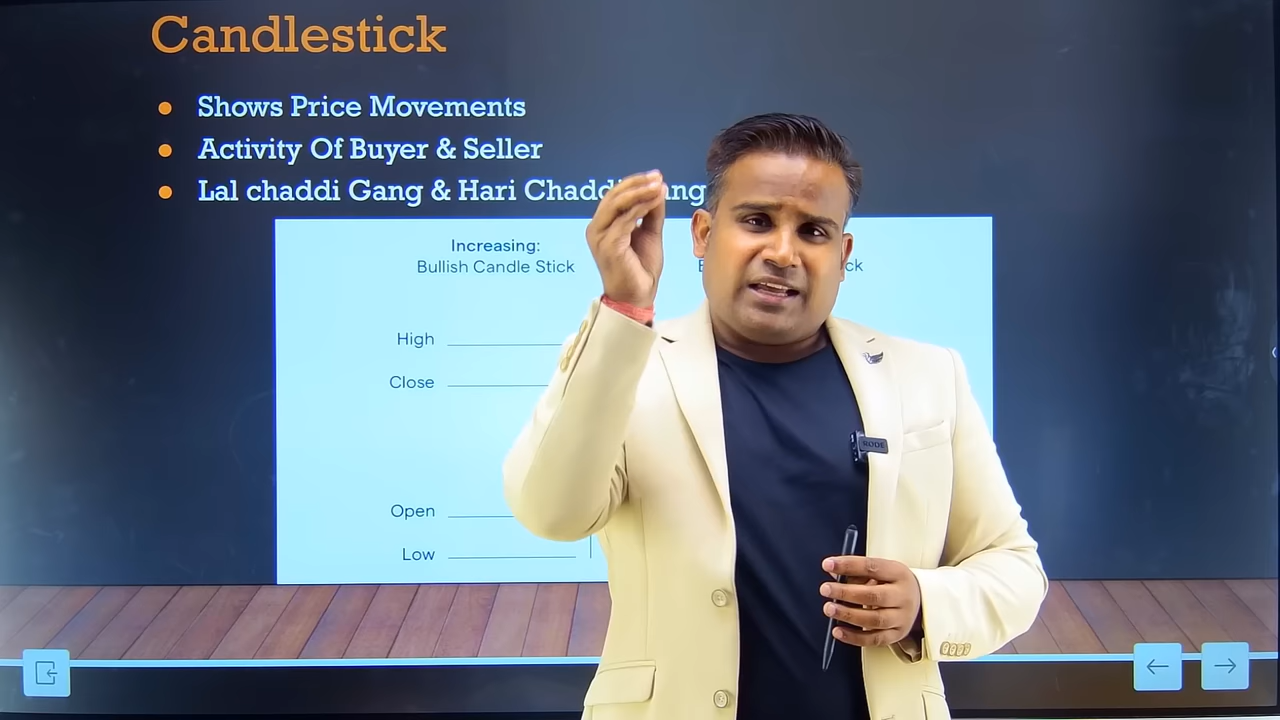 Candlestick
• Shows Price Movements
• Activity Of Buyer & Seller
• Lal chaddi Gang & Hari
Increasing:
Bullish Candle Stick
High
Close
Open
Low
RODE